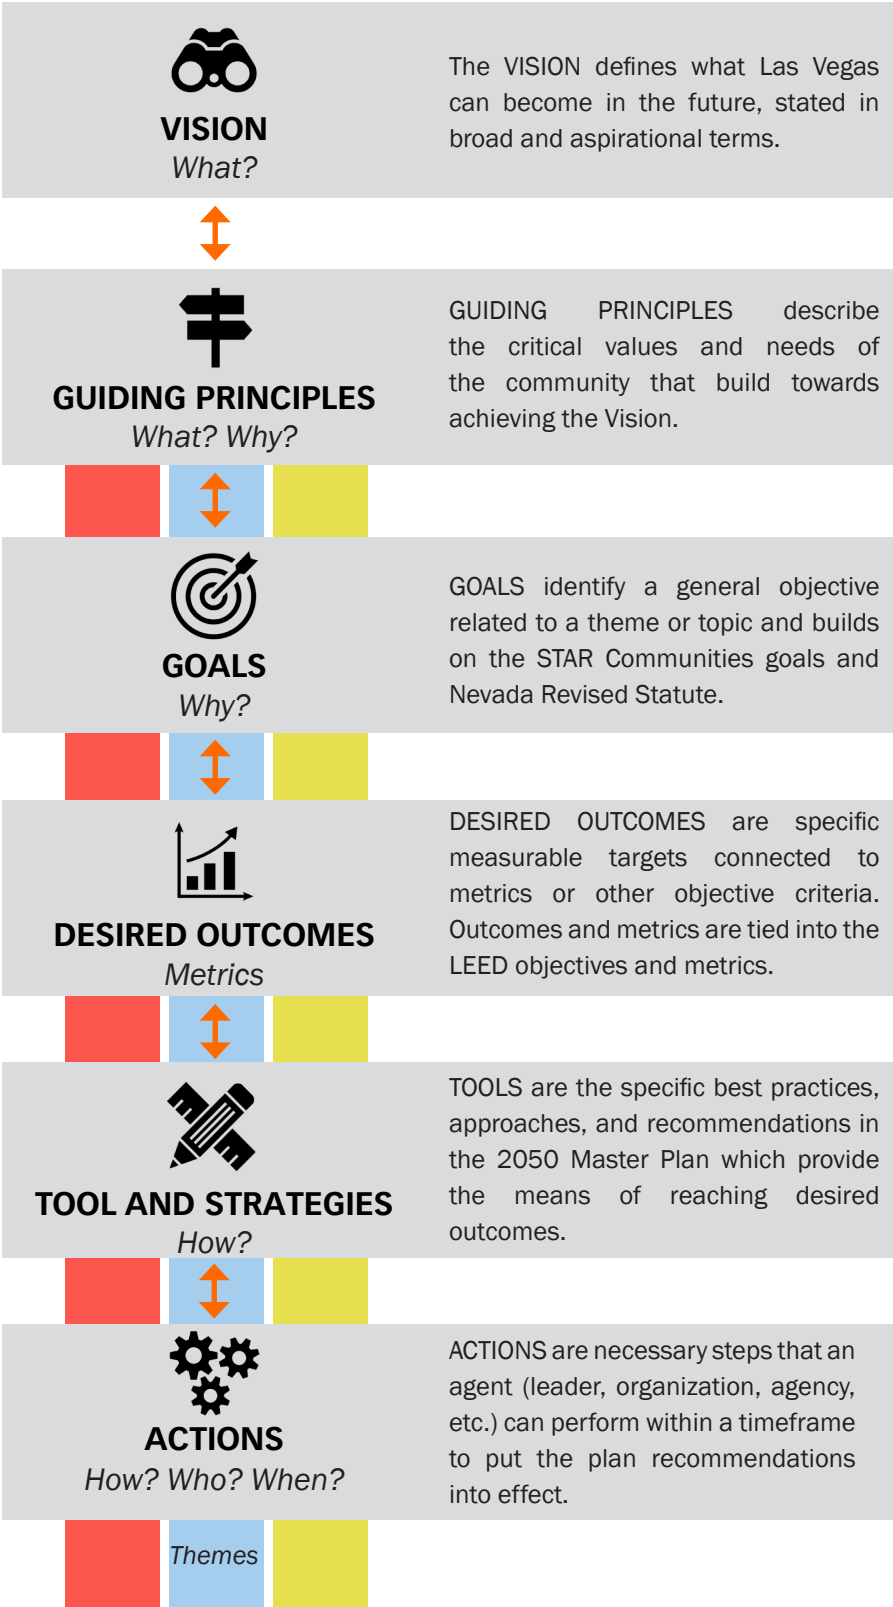 VISION
What?
The VISION defines what Las Vegas
can become in the future, stated in
broad and aspirational terms.
GUIDING PRINCIPLES
What? Why?
GUIDING PRINCIPLES describe
the critical values and needs of
the community that build towards
achieving the Vision.
GOALS
Why?
GOALS identify a general objective
related to a theme or topic and builds
on the STAR Communities goals and
Nevada Revised Statute.
DESIRED OUTCOMES
Metrics
DESIRED OUTCOMES are specific
measurable targets connected to
metrics or other objective criteria.
Outcomes and metrics are tied into the
LEED objectives and metrics.
TOOL AND STRATEGIES
How?
TOOLS are the specific best practices,
approaches, and recommendations in
the 2050 Master Plan which provide
the means of reaching desired
outcomes.
ACTIONS
How? Who? When?
ACTIONS are necessary steps that an
agent (leader, organization, agency,
etc.) can perform within a timeframe
to put the plan recommendations
into effect.
Themes